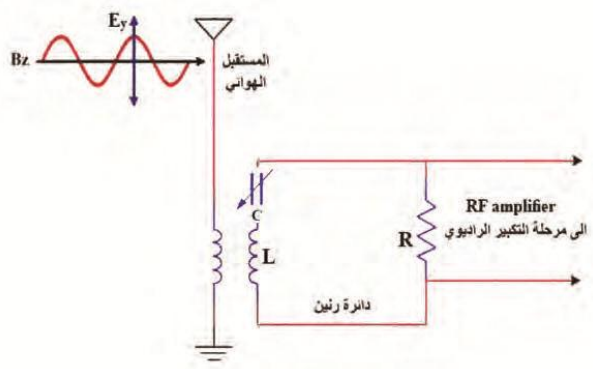 Ey
Bz
المستقبل
الهوائي
C
L
R
RF amplifier
الى مرحلة التكبير الراديوي
دائرة رنين